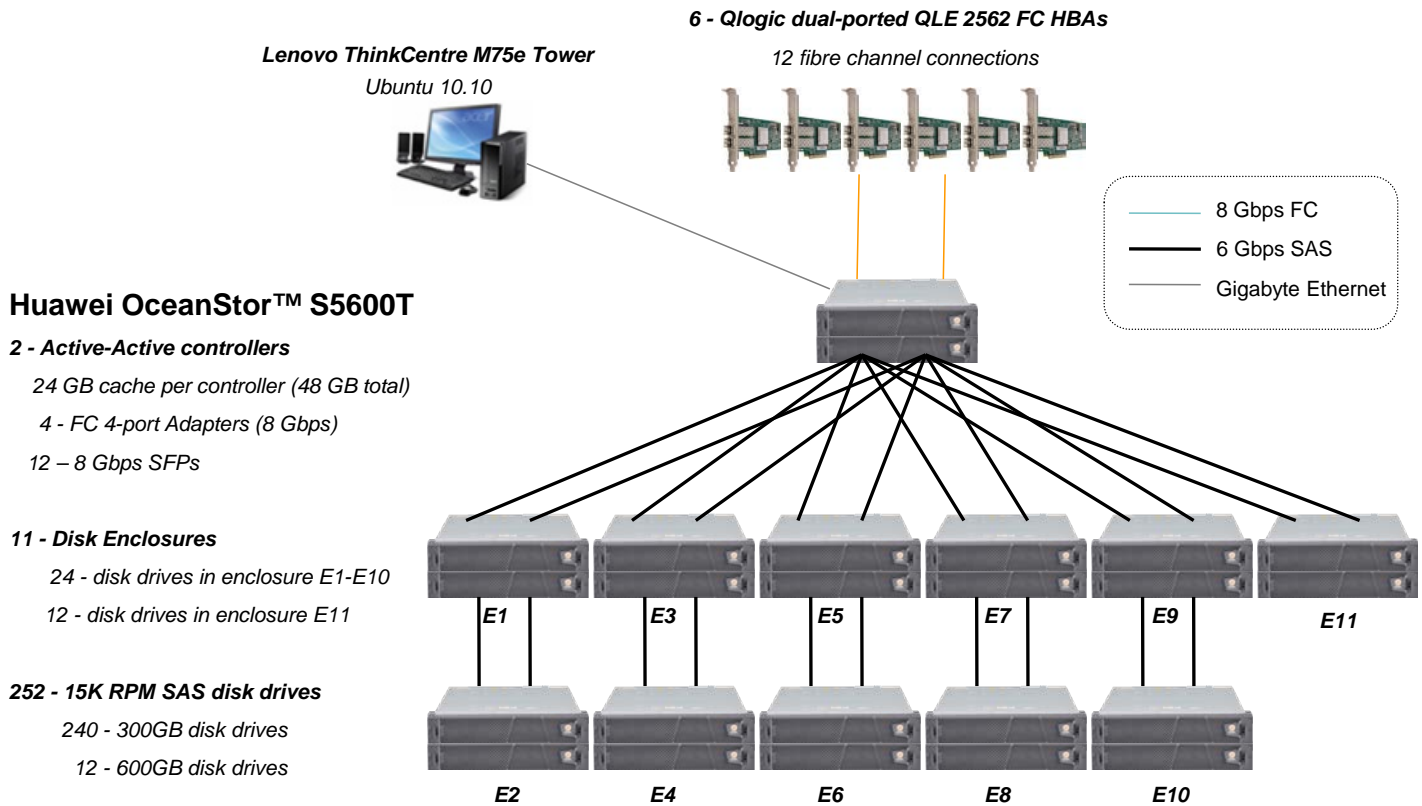 6 - Qlogic dual-ported QLE 2562 FC HBAs
12 fibre channel connections
Lenovo ThinkCentre M75e Tower
Ubuntu 10.10
8 Gbps FC
6 Gbps SAS
Gigabyte Ethernet
Huawei OceanStor™ S5600T
2 - Active-Active controllers
24 GB cache per controller (48 GB total)
4 - FC 4-port Adapters (8 Gbps)
12 – 8 Gbps SFPs
11 - Disk Enclosures
24 - disk drives in enclosure E1-E10
12 - disk drives in enclosure E11
E1
E3
E5
E7
E9
E11
252 - 15K RPM SAS disk drives
240 - 300GB disk drives
12 - 600GB disk drives
E2
E4
E6
E8
E10